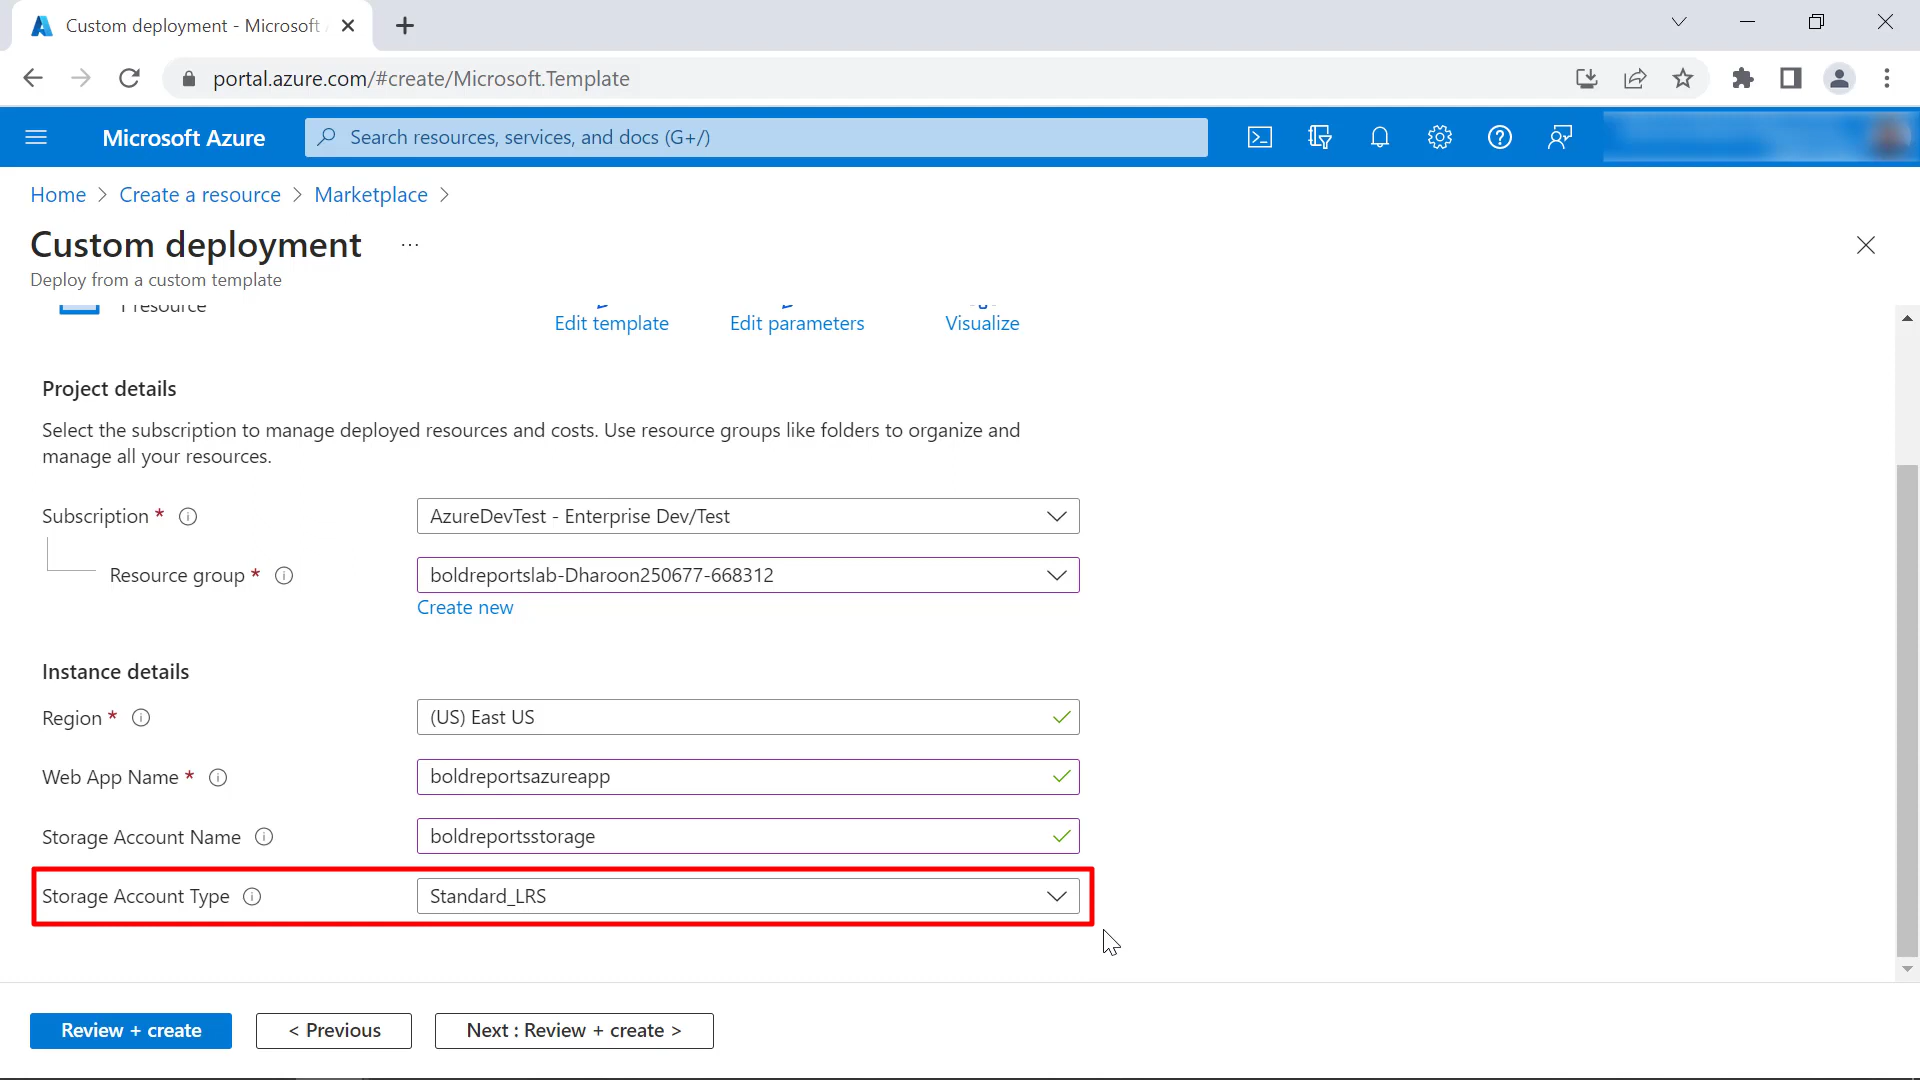 Custom deployment - Microsoft
portal.azure.com/#create/Microsoft.Template
Microsoft Azure
Search resources, services, and docs (G+/)
Home > Create a resource > Marketplace >
Custom deployment ...
Deploy from a custom template
1 resource
Edit template
Edit parameters
Visualize
Project details
Select the subscription to manage deployed resources and costs. Use resource groups like folders to organize and
manage all your resources.
Subscription *
AzureDevTest - Enterprise Dev/Test
Resource group *
boldreportslab-Dharoon250677-668312
Create new
Instance details
Region *
(US) East US
Web App Name *
boldreportsazureapp
Storage Account Name
boldreportsstorage
Storage Account Type
Standard_LRS
Review + create
< Previous
Next : Review + create >